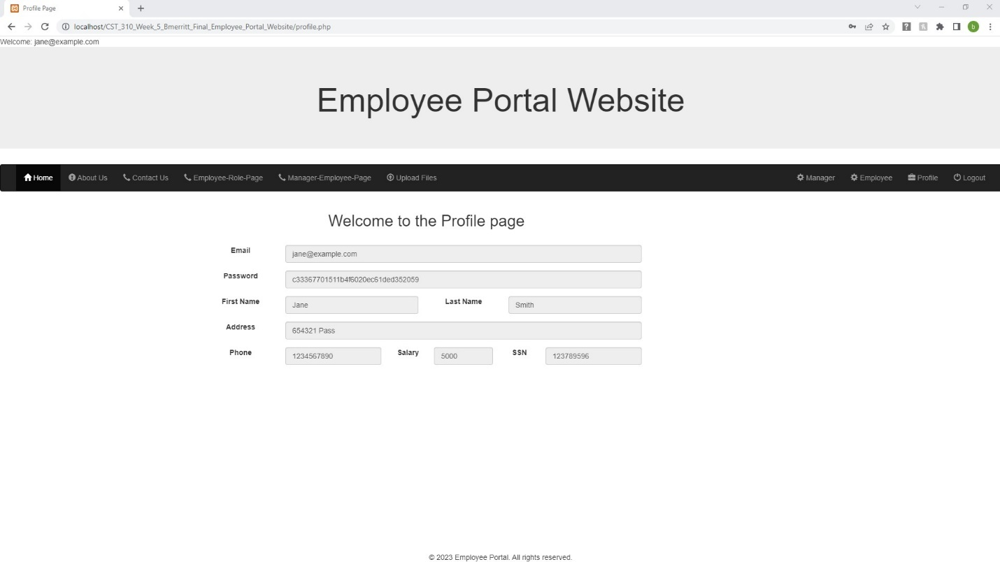 Profile Page
localhost/CST_310_Week_5_Bmerritt_Final_Employee_Portal_Website/profile.php
b
Welcome: jane@example.com
Employee Portal Website
Home About Us Contact Us Employee-Role-Page Manager-Employee-Page Upload Files Manager Employee Profile Logout
Welcome to the Profile page
Email jane@example.com
Password c33367701511b4f6020ec61ded352059
First Name Jane Last Name Smith
Address 654321 Pass
Phone 1234567890 Salary 5000 SSN 123789596
© 2023 Employee Portal. All rights reserved.